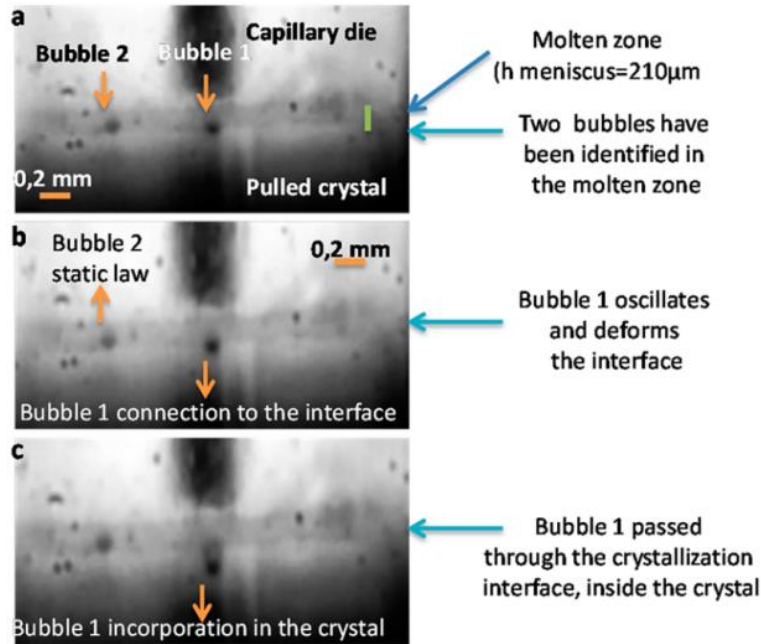 a
Capillary die
Bubble 2
Bubble 1
0,2 mm
Pulled crystal
Molten zone
(h meniscus=210µm
Two bubbles have
been identified in
the molten zone
b
Bubble 2
static law
0,2 mm
Bubble 1 connection to the interface
Bubble 1 oscillates
and deforms
the interface
c
Bubble 1 incorporation in the crystal
Bubble 1 passed
through the crystallization
interface, inside the crystal